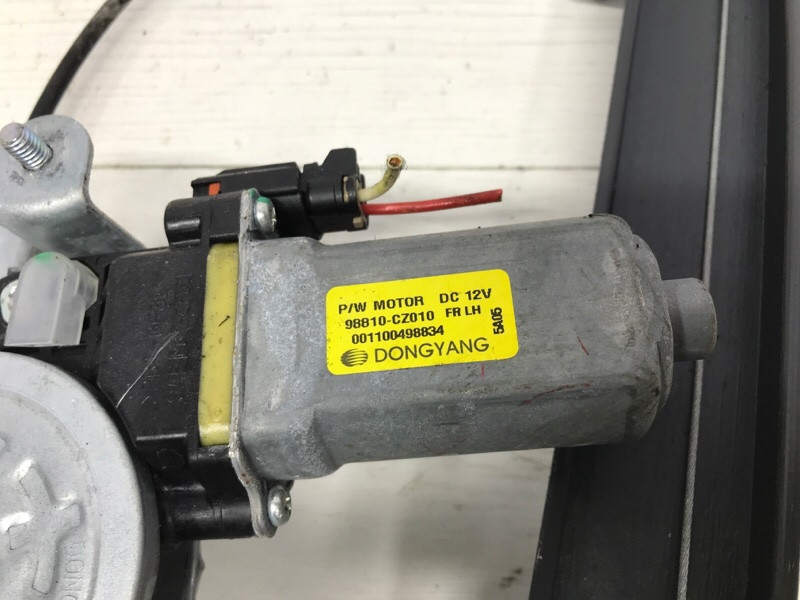 P/W MOTOR DC 12V
98810-CZ010 FR LH
001100498834
5A05
DONGYANG